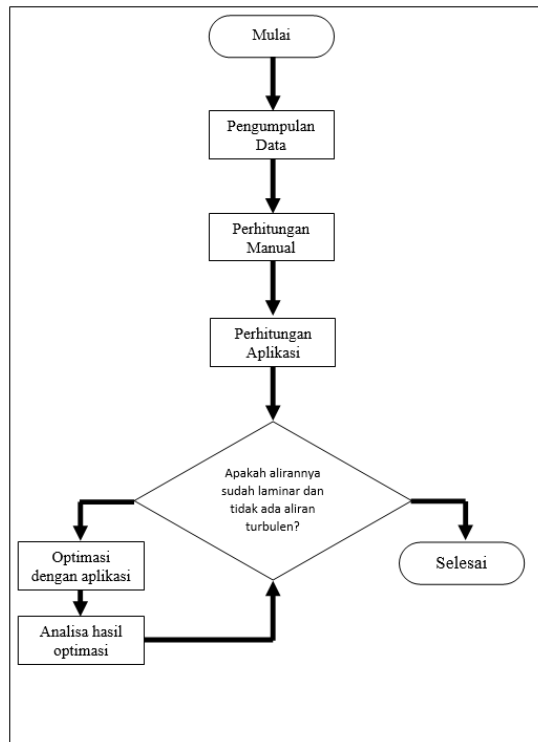 Mulai
Pengumpulan
Data
Perhitungan
Manual
Perhitungan
Aplikasi
Apakah alirannya
sudah laminar dan
tidak ada aliran
turbulen?
Optimasi
dengan aplikasi
Selesai
Analisa hasil
optimasi